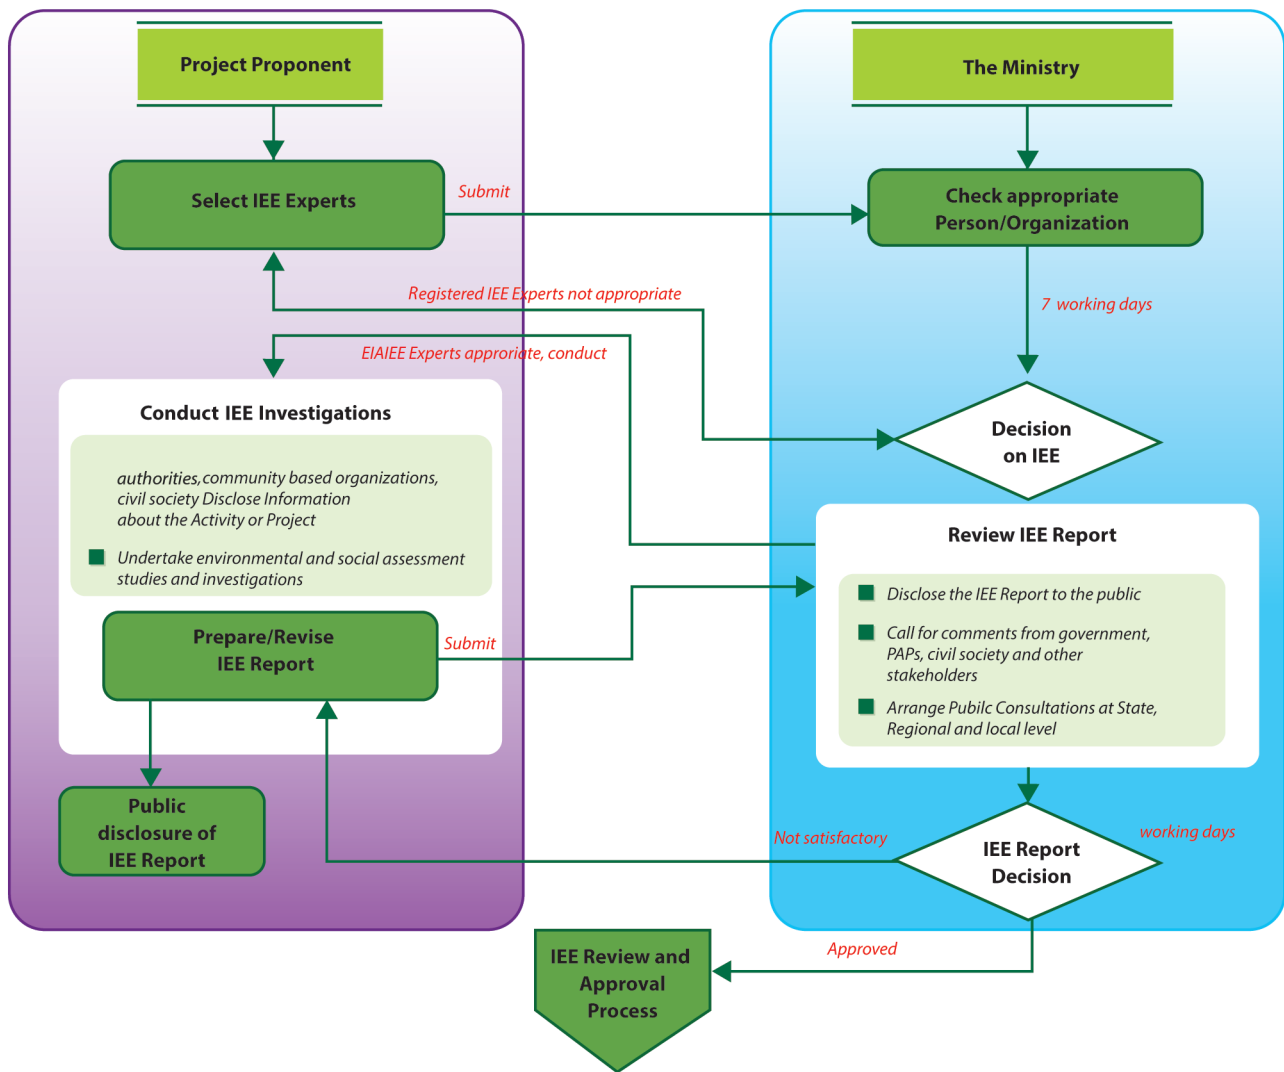 Project Proponent
The Ministry
Select IEE Experts
Submit
Check appropriate
Person/Organization
Registered IEE Experts not appropriate
7 working days
EIAIEE Experts approriate, conduct
Decision
on IEE
Conduct IEE Investigations
authorities, community based organizations,
civil society Disclose Information
about the Activity or Project
Undertake environmental and social assessment
studies and investigations
Review IEE Report
Disclose the IEE Report to the public
Call for comments from government,
PAPs, civil society and other
stakeholders
Arrange Pubilc Consultations at State,
Regional and local level
Prepare/Revise
IEE Report
Submit
Public
disclosure of
IEE Report
Not satisfactory
working days
IEE Report
Decision
Approved
IEE Review and
Approval
Process